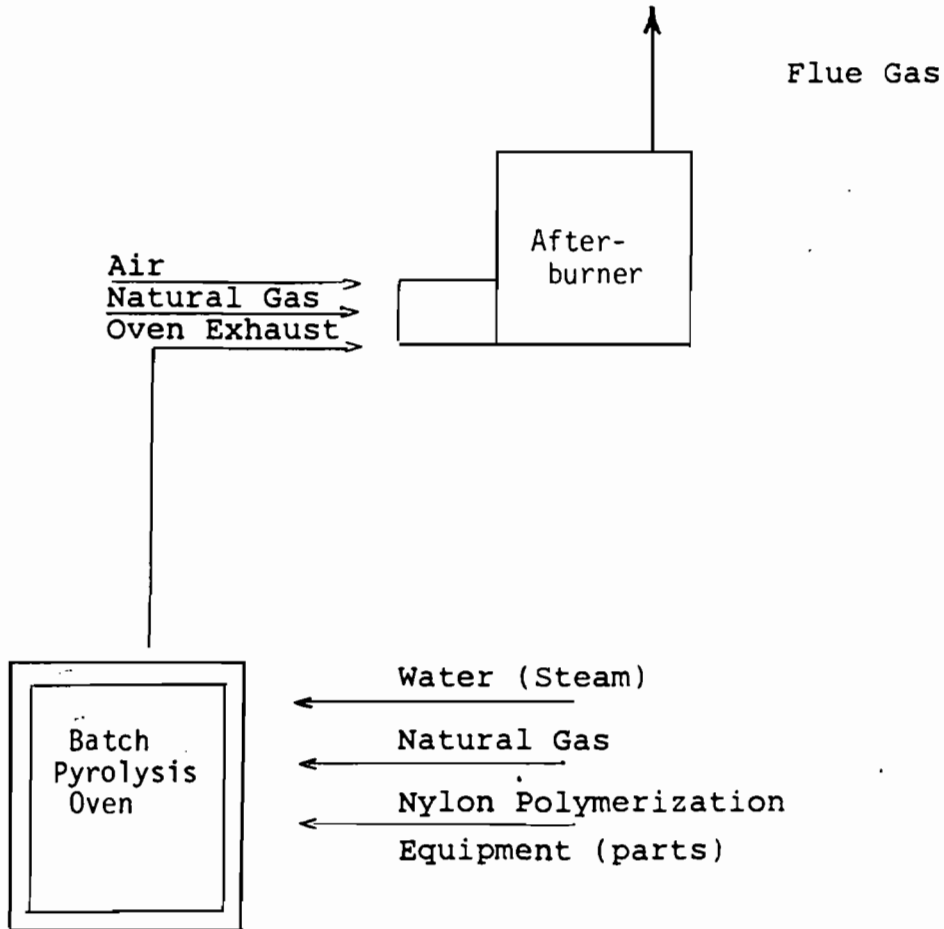 Flue Gas
After-
burner
Air
Natural Gas
Oven Exhaust
Water (Steam)
Batch
Pyrolysis
Oven
Natural Gas
Nylon Polymerization
Equipment (parts)